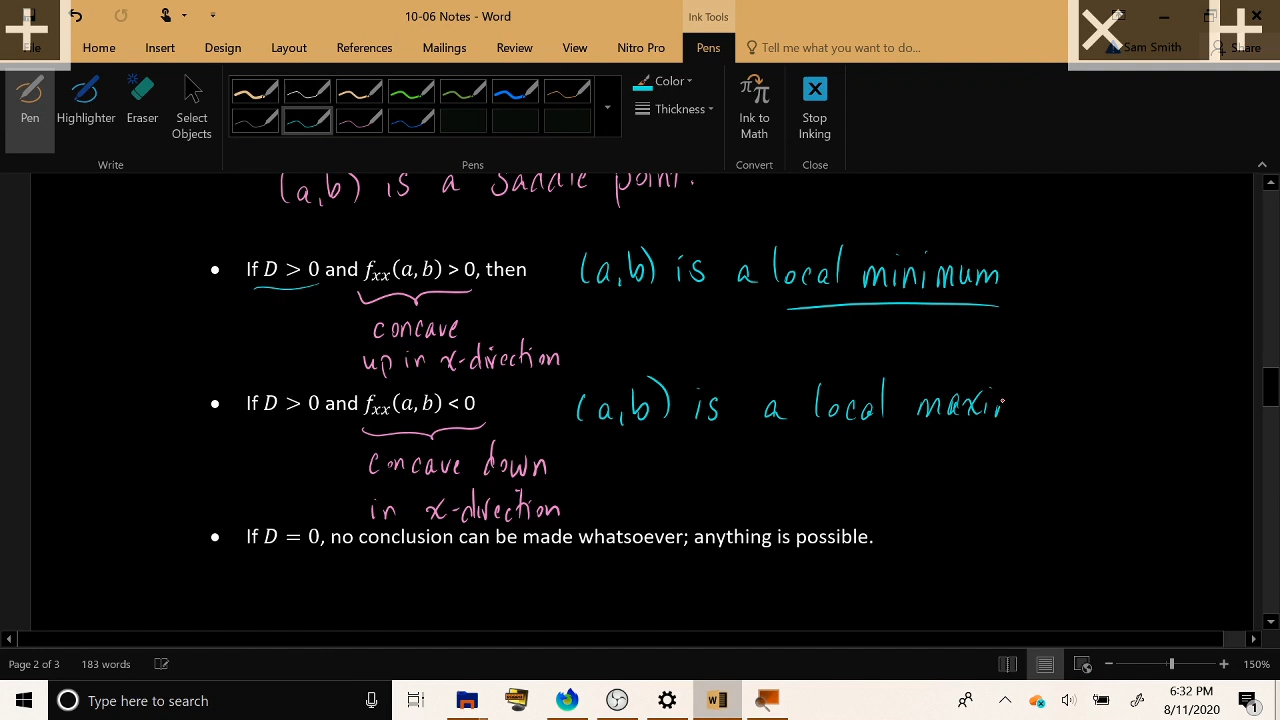 10-06 Notes - Word
Ink Tools
File Home Insert Design Layout References Mailings Review View Nitro Pro Pens Tell me what you want to do... Sam Smith Share
Pen Highlighter Eraser Select Objects
Color
Thickness
Ink to Math
Stop Inking
Write Pens Convert Close
(a,b) is a saddle point.
• If D > 0 and fxx(a, b) > 0, then (a,b) is a local minimum
concave
up in x-direction
• If D > 0 and fxx(a, b) < 0 (a,b) is a local maxi
concave down
in x-direction
• If D = 0, no conclusion can be made whatsoever; anything is possible.
Page 2 of 3 183 words 150%
Type here to search
6:32 PM
8/11/2020
1